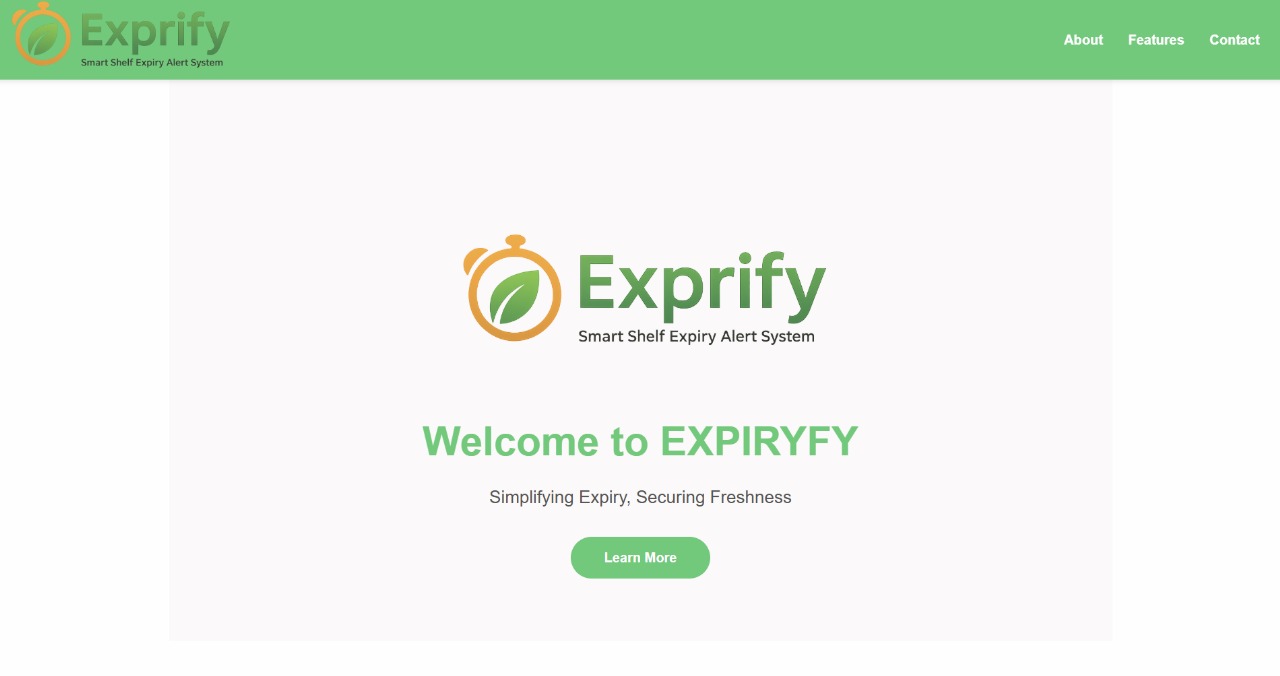 Exprify
Smart Shelf Expiry Alert System
About Features Contact
Exprify
Smart Shelf Expiry Alert System
Welcome to EXPIRYFY
Simplifying Expiry, Securing Freshness
Learn More